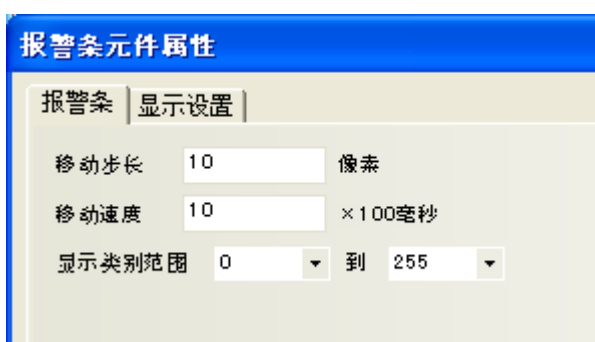 报警条元件属性
报警条 显示设置
移动步长 10 像素
移动速度 10 ×100毫秒
显示类别范围 0 到 255